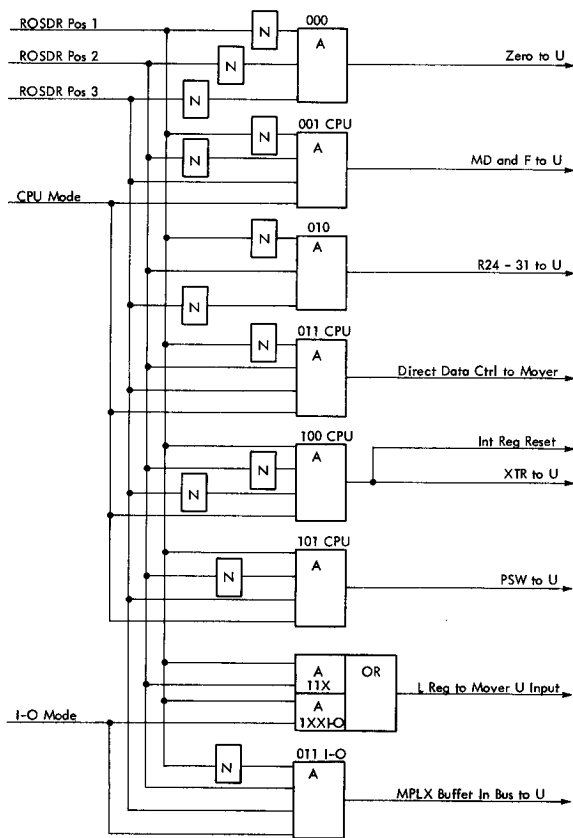 ROSDR Pos 1
000
N
A
ROSDR Pos 2
N
Zero to U
ROSDR Pos 3
N
001 CPU
N
A
N
MD and F to U
CPU Mode
010
N
A
R24 - 31 to U
N
011 CPU
N
A
Direct Data Ctrl to Mover
100 CPU
Int Reg Reset
A
N
XTR to U
N
101 CPU
A
N
PSW to U
A
OR
11X
L Reg to Mover U Input
A
I-O Mode
1XXI-O
011 I-O
N
A
MPLX Buffer In Bus to U